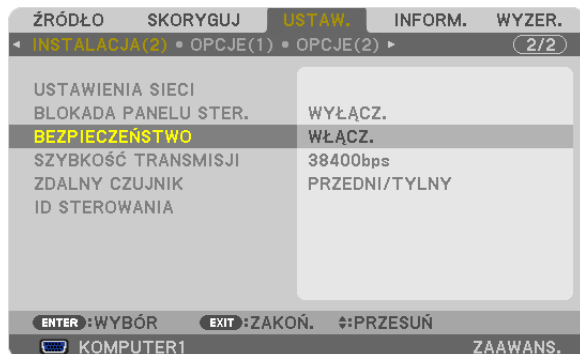 ŹRÓDŁO SKORYGUJ USTAW. INFORM. WYZER.
◂ INSTALACJA(2) • OPCJE(1) • OPCJE(2) ▸ 2/2
USTAWIENIA SIECI
BLOKADA PANELU STER. WYŁĄCZ.
BEZPIECZEŃSTWO WŁĄCZ.
SZYBKOŚĆ TRANSMISJI 38400bps
ZDALNY CZUJNIK PRZEDNI/TYLNY
ID STEROWANIA
ENTER :WYBÓR EXIT :ZAKOŃ. :PRZESUŃ
KOMPUTER1 ZAAWANS.